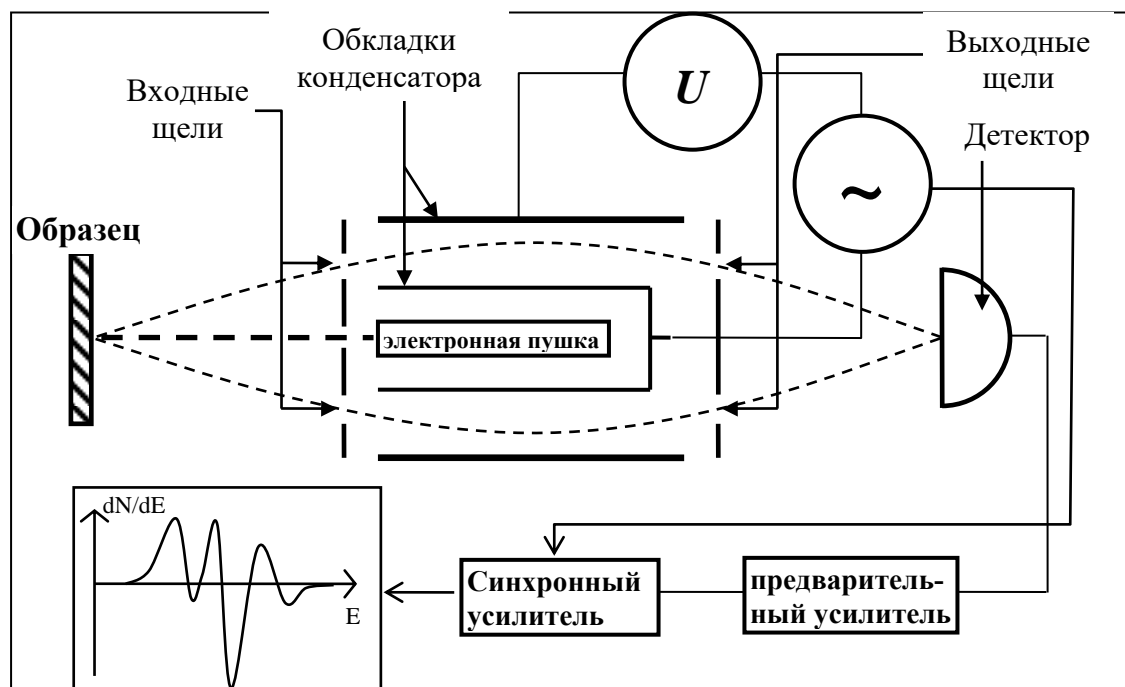 Обкладки
конденсатора
Выходные
щели
Входные
щели
U
Детектор
~
Образец
электронная пушка
dN/dE
E
Синхронный
усилитель
предваритель-
ный усилитель